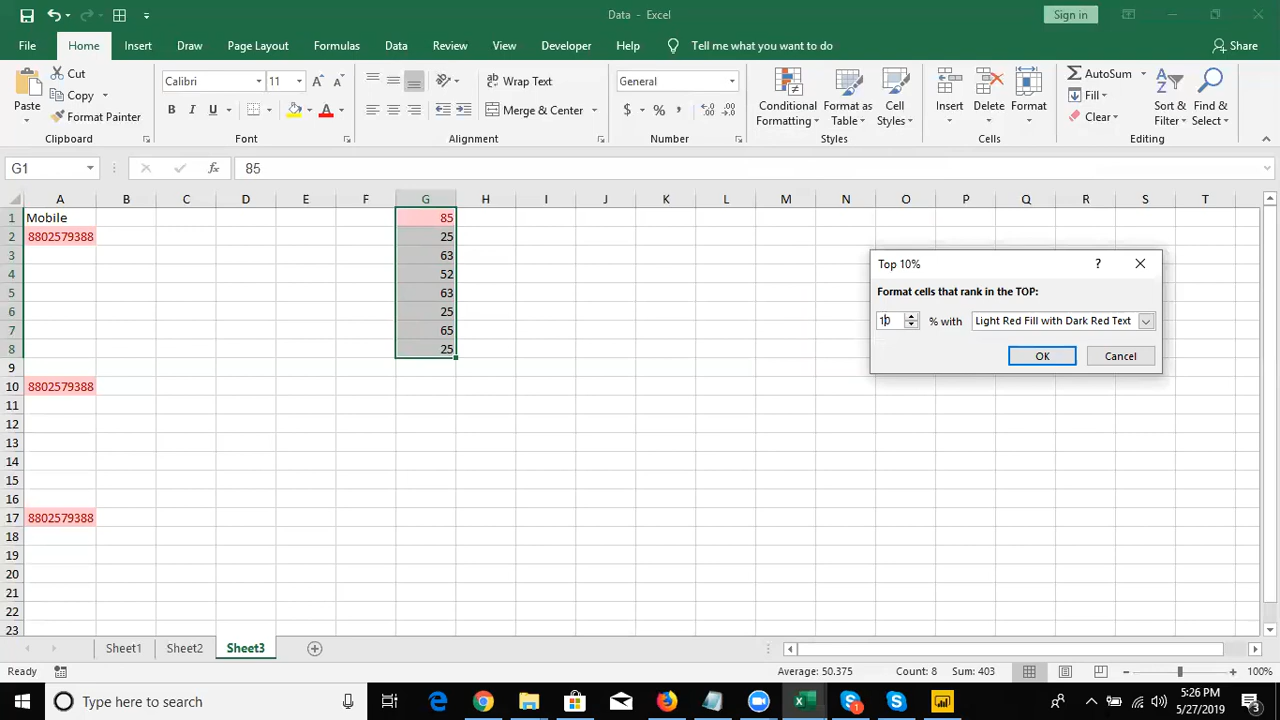 Data - Excel
Sign in
File Home Insert Draw Page Layout Formulas Data Review View Developer Help Tell me what you want to do Share
Paste
Cut
Copy
Format Painter
Clipboard
Calibri 11
B I U
Font
Wrap Text
Merge & Center
Alignment
General
$ % ,
Number
Conditional Formatting
Format as Table
Cell Styles
Styles
Insert
Delete
Format
Cells
AutoSum
Fill
Clear
Sort & Filter
Find & Select
Editing
G1 fx 85
A B C D E F G H I J K L M N O P Q R S T
1 Mobile 85
2 8802579388 25
3 63
4 52
5 63
6 25
7 65
8 25
9
10 8802579388
11
12
13
14
15
16
17 8802579388
18
19
20
21
22
23
Top 10% ?
Format cells that rank in the TOP:
10 % with Light Red Fill with Dark Red Text
OK Cancel
Sheet1 Sheet2 Sheet3
Ready Average: 50.375 Count: 8 Sum: 403 100%
Type here to search
5:26 PM
5/27/2019